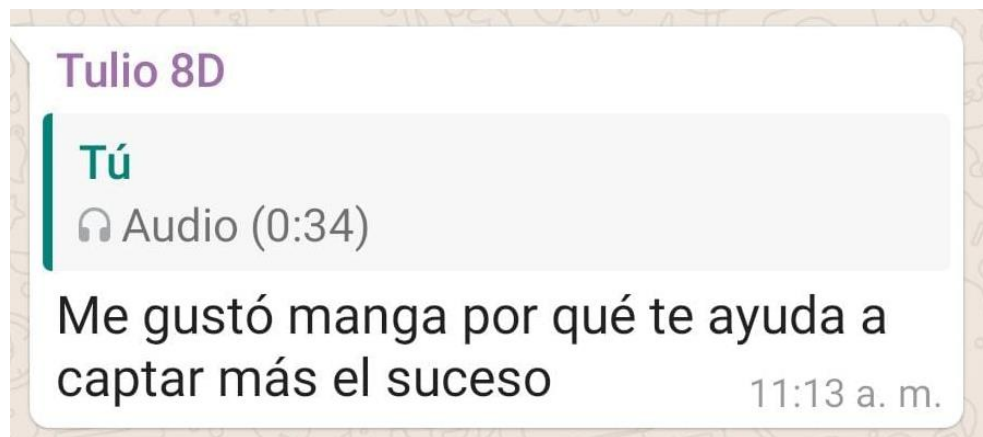 Tulio 8D
Tú
Audio (0:34)
Me gustó manga por qué te ayuda a
captar más el suceso
11:13 a. m.